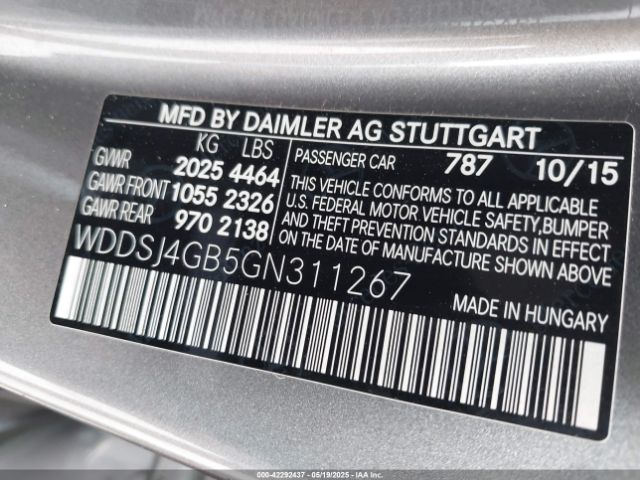 MFD BY DAIMLER AG STUTTGART
KG LBS
GVWR 2025 4464
GAWR FRONT 1055 2326
GAWR REAR 970 2138
PASSENGER CAR 787 10/15
THIS VEHICLE CONFORMS TO ALL APPLICABLE
U.S. FEDERAL MOTOR VEHICLE SAFETY, BUMPER
AND THEFT PREVENTION STANDARDS IN EFFECT
ON THE DATE OF MANUFACTURE SHOWN ABOVE.
WDDSJ4GB5GN311267
MADE IN HUNGARY
000-42292437 - 05/19/2025 - IAAI.COM